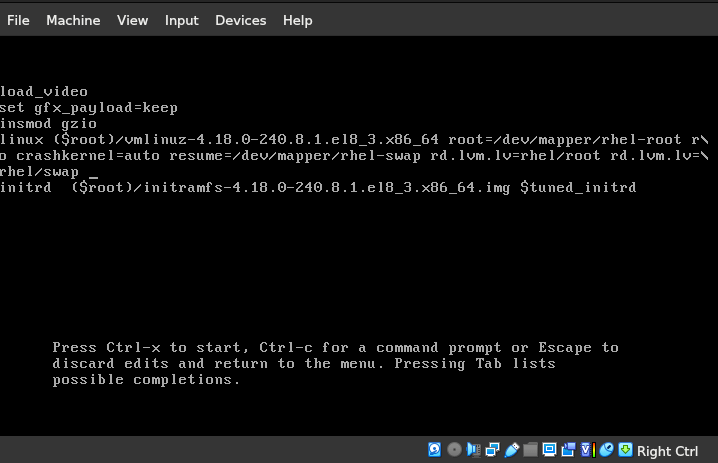 File Machine View Input Devices Help
load_video
set gfx_payload=keep
insmod gzio
linux ($root)/vmlinuz-4.18.0-240.8.1.el8_3.x86_64 root=/dev/mapper/rhel-root r\
o crashkernel=auto resume=/dev/mapper/rhel-swap rd.lvm.lv=rhel/root rd.lvm.lv=\
rhel/swap _
initrd  ($root)/initramfs-4.18.0-240.8.1.el8_3.x86_64.img $tuned_initrd
Press Ctrl-x to start, Ctrl-c for a command prompt or Escape to
discard edits and return to the menu. Pressing Tab lists
possible completions.
Right Ctrl